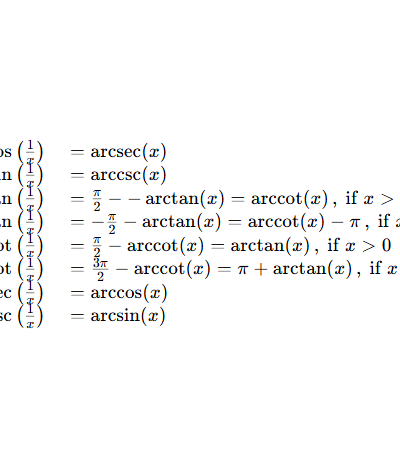 os (1/x) = arcsec(x)
in (1/x) = arccsc(x)
an (1/x) = π/2 − − arctan(x) = arccot(x) , if x >
an (1/x) = −π/2 − arctan(x) = arccot(x) − π , if x
ot (1/x) = π/2 − arccot(x) = arctan(x) , if x > 0
ot (1/x) = 3π/2 − arccot(x) = π + arctan(x) , if x
ec (1/x) = arccos(x)
sc (1/x) = arcsin(x)